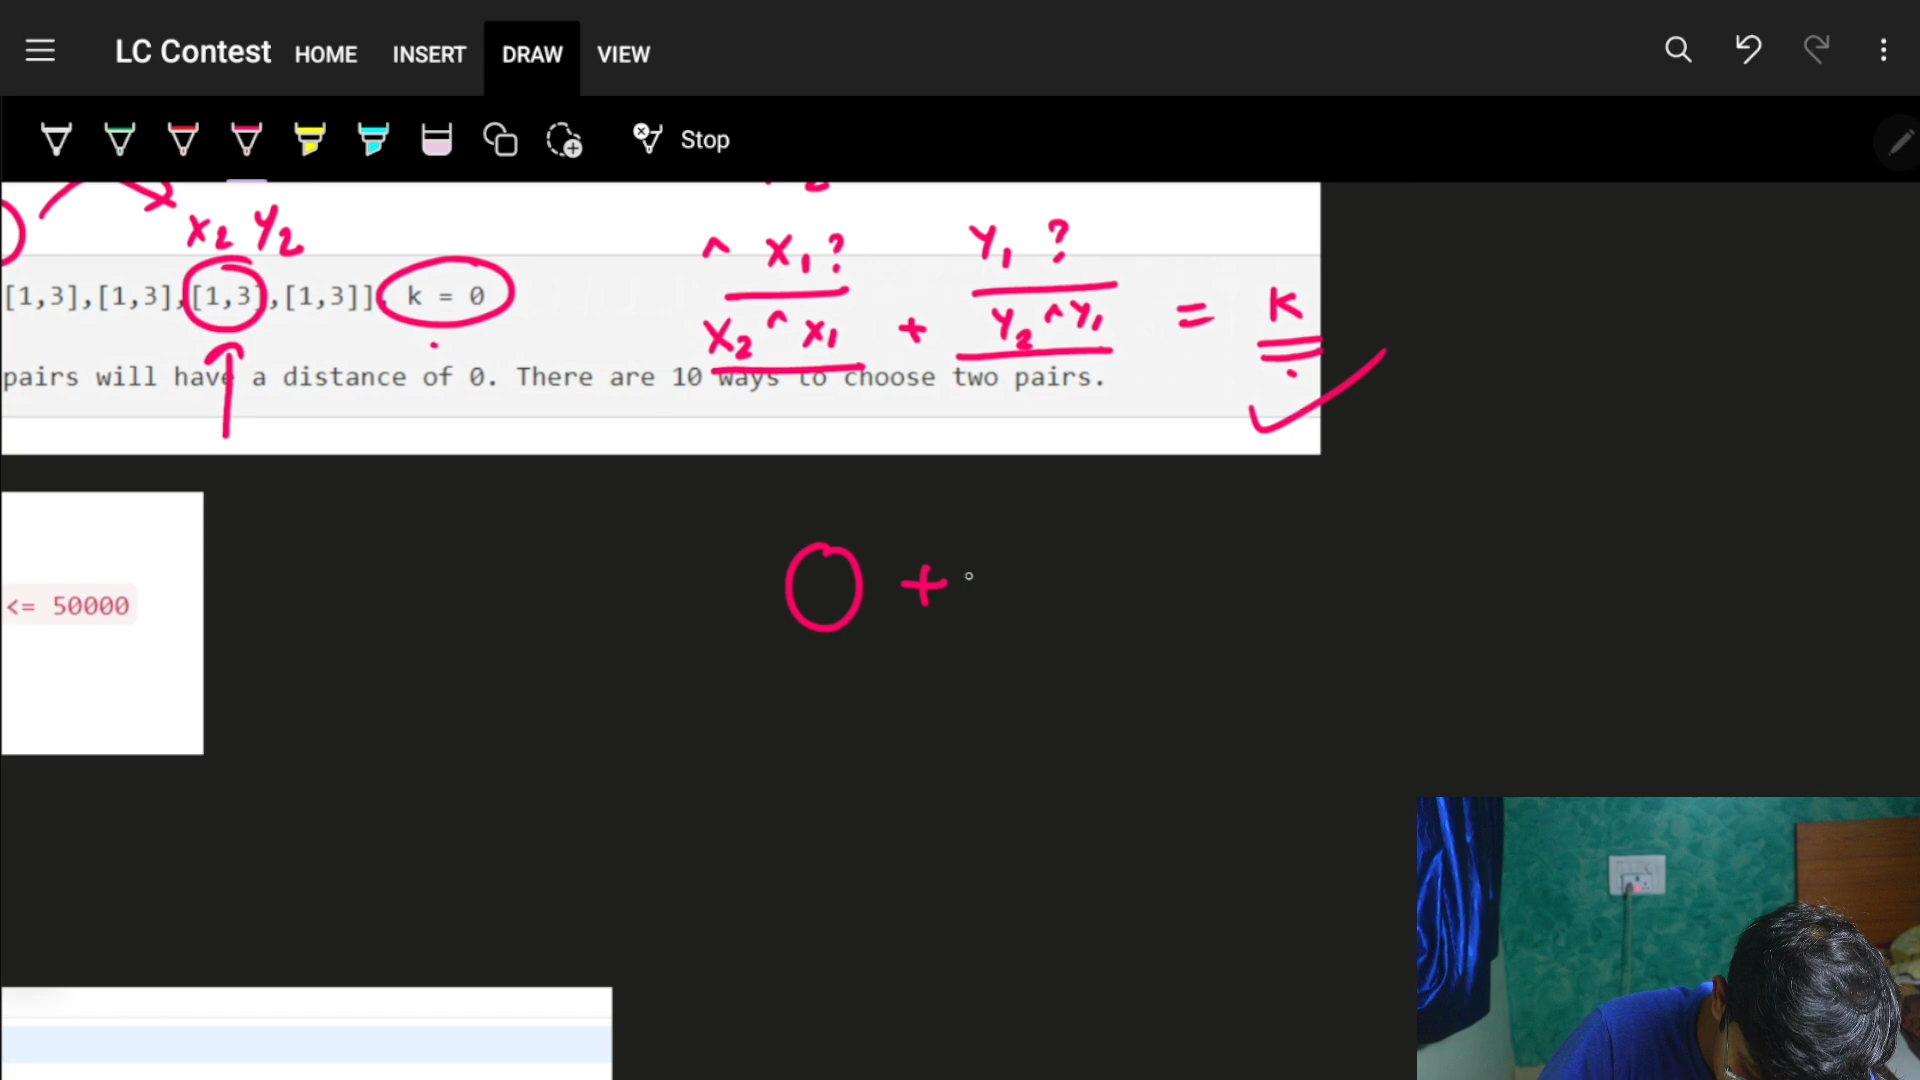 LC Contest HOME INSERT DRAW VIEW
Stop
x2 y2
^ x1? y1 ?
[1,3],[1,3],[1,3],[1,3]], k = 0
x2 ^ x1 + y2 ^ y1 = K
pairs will have a distance of 0. There are 10 ways to choose two pairs.
0 +
<= 50000